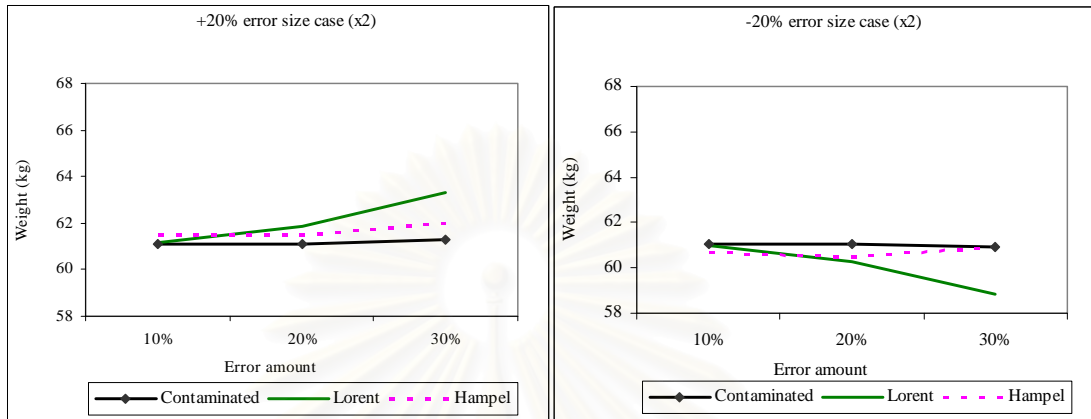 +20% error size case (x2)
Weight (kg)
68
66
64
62
60
58
10% 20% 30%
Error amount
Contaminated Lorent Hampel
-20% error size case (x2)
Weight (kg)
68
66
64
62
60
58
10% 20% 30%
Error amount
Contaminated Lorent Hampel